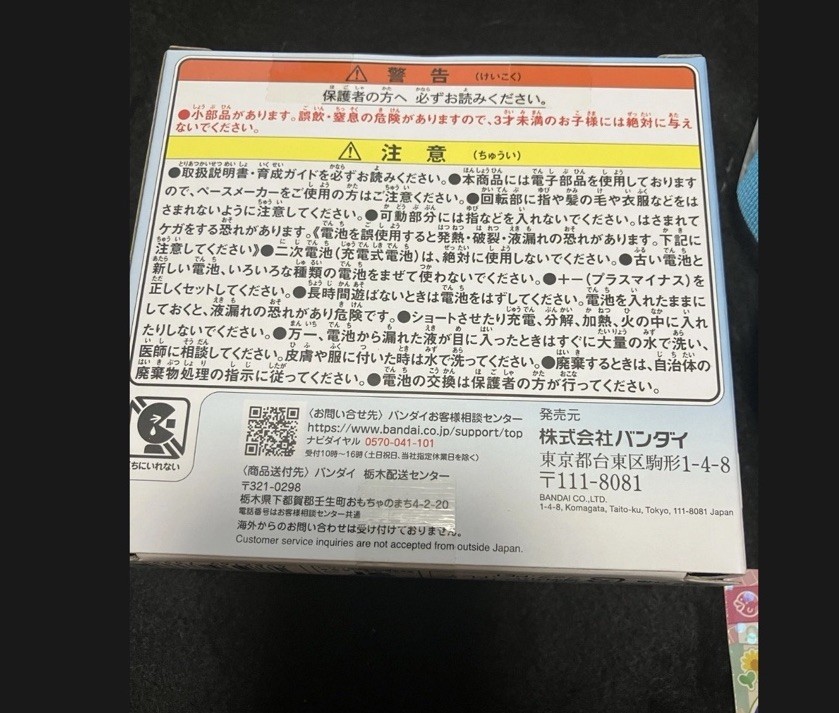 ⚠ 警告 (けいこく)
保護者の方へ 必ずお読みください。
●小部品があります。誤飲・窒息の危険がありますので、3才未満のお子様には絶対に与え
ないでください。
⚠ 注意 (ちゅうい)
●取扱説明書・育成ガイドを必ずお読みください。●本商品には電子部品を使用しております
ので、ペースメーカーをご使用の方はご注意ください。●回転部に指や髪の毛や衣服などをは
さまれないように注意してください。●可動部分には指などを入れないでください。はさまれて
ケガをする恐れがあります。《電池を誤使用すると発熱・破裂・液漏れの恐れがあります。下記に
注意してください》●二次電池(充電式電池)は、絶対に使用しないでください。●古い電池と
新しい電池、いろいろな種類の電池をまぜて使わないでください。●+-(プラスマイナス)を
正しくセットしてください。●長時間遊ばないときは電池をはずしてください。電池を入れたままに
しておくと、液漏れの恐れがあり危険です。●ショートさせたり充電、分解、加熱、火の中に入れ
たりしないでください。●万一、電池から漏れた液が目に入ったときはすぐに大量の水で洗い、
医師に相談してください。皮膚や服に付いた時は水で洗ってください。●廃棄するときは、自治体の
廃棄物処理の指示に従ってください。●電池の交換は保護者の方が行ってください。
ちにいれない
〈お問い合せ先〉バンダイお客様相談センター
https://www.bandai.co.jp/support/top
ナビダイヤル 0570-041-101
受付10時〜16時(土日祝日、当社指定休業日を除く)
〈商品送付先〉バンダイ 栃木配送センター
〒321-0298
栃木県下都賀郡壬生町おもちゃのまち4-2-20
電話番号はお客様相談センター共通
海外からのお問い合わせは受け付けておりません。
Customer service inquiries are not accepted from outside Japan.
発売元
株式会社バンダイ
東京都台東区駒形1-4-8
〒111-8081
BANDAI CO.,LTD.
1-4-8, Komagata, Taito-ku, Tokyo, 111-8081 Japan